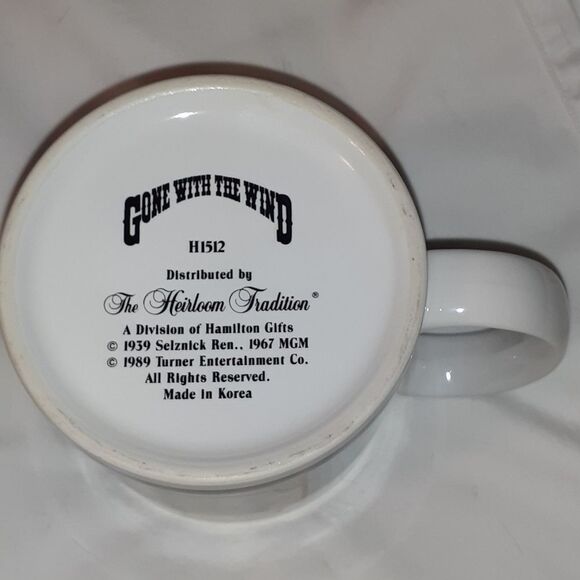 GONE WITH THE WIND
H1512
Distributed by
The Heirloom Tradition®
A Division of Hamilton Gifts
© 1939 Selznick Ren., 1967 MGM
© 1989 Turner Entertainment Co.
All Rights Reserved.
Made in Korea